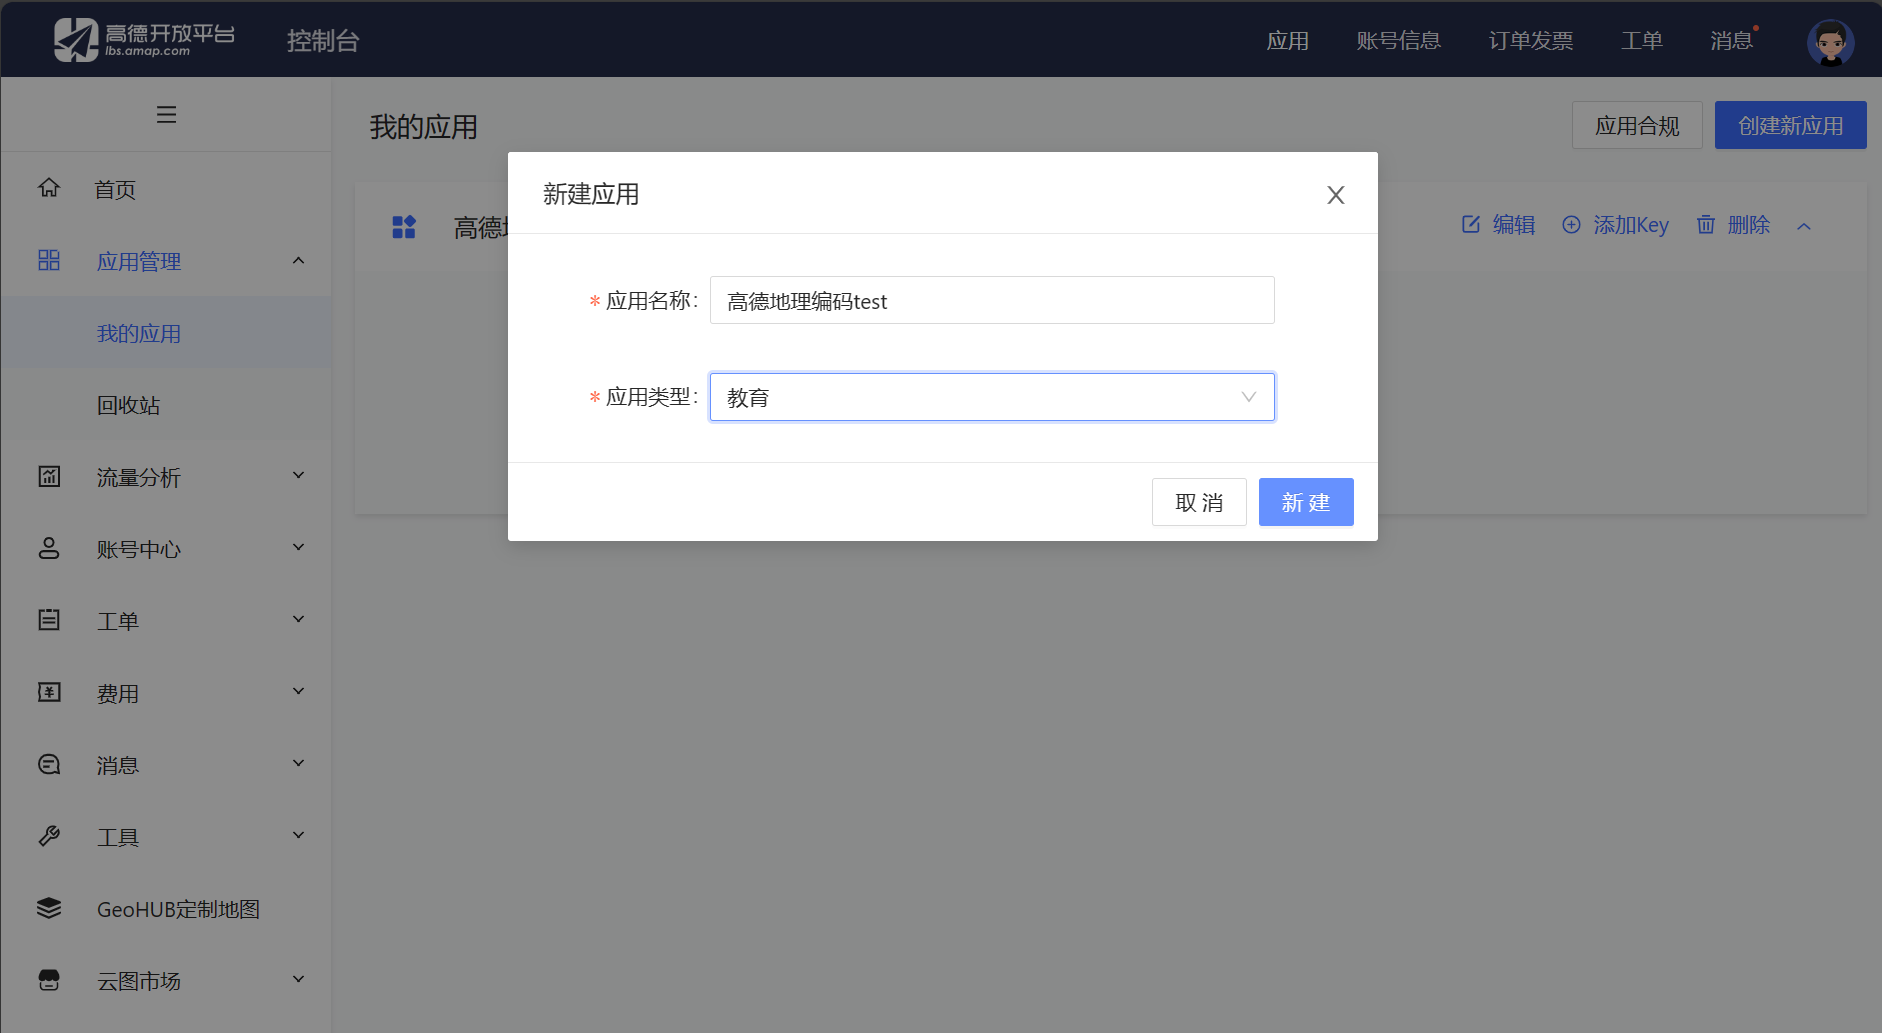 高德开放平台
lbs.amap.com
控制台
应用
账号信息
订单发票
工单
消息
我的应用
应用合规
创建新应用
首页
应用管理
我的应用
回收站
流量分析
账号中心
工单
费用
消息
工具
GeoHUB定制地图
云图市场
高德
编辑
添加Key
删除
新建应用
* 应用名称:
高德地理编码test
* 应用类型:
教育
取 消
新 建